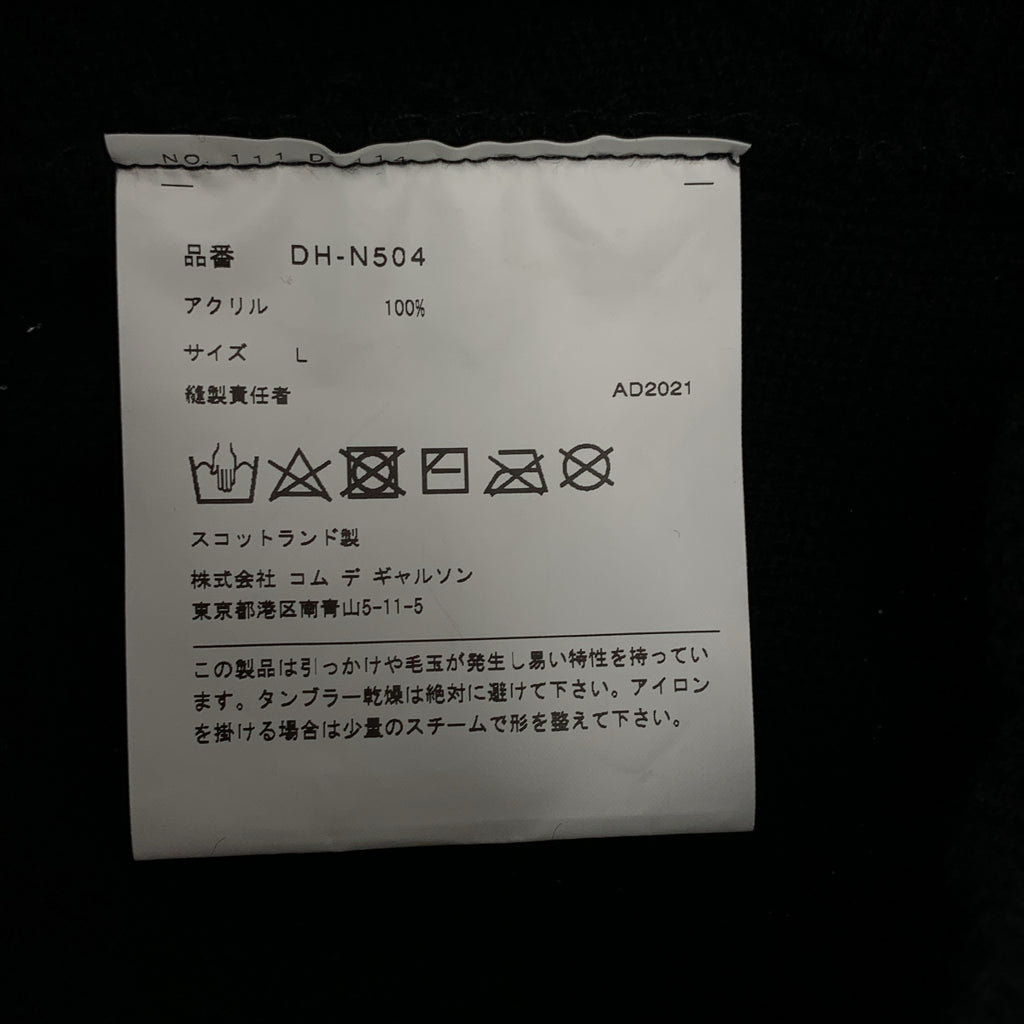 NO. 111 D
品番 DH-N504
アクリル 100%
サイズ L
縫製責任者 AD2021
スコットランド製
株式会社 コム デ ギャルソン
東京都港区南青山5-11-5
この製品は引っかけや毛玉が発生し易い特性を持ってい
ます。タンブラー乾燥は絶対に避けて下さい。アイロン
を掛ける場合は少量のスチームで形を整えて下さい。